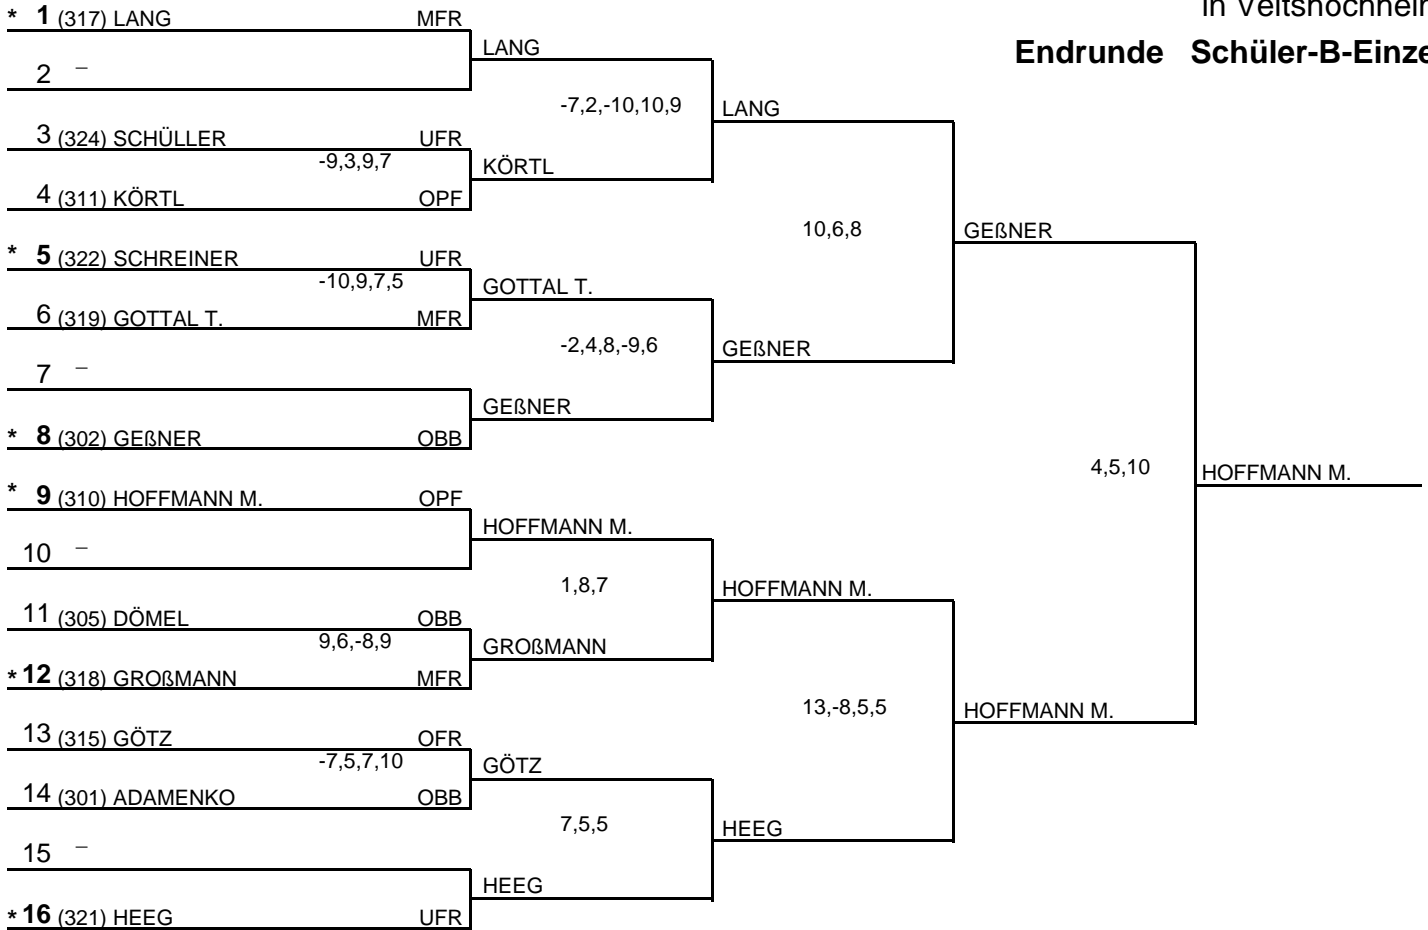 in Veitshöchheim
Endrunde Schüler-B-Einze
* 1 (317) LANG MFR
LANG
2 –
-7,2,-10,10,9
LANG
3 (324) SCHÜLLER UFR
-9,3,9,7
KÖRTL
4 (311) KÖRTL OPF
10,6,8
GEßNER
* 5 (322) SCHREINER UFR
-10,9,7,5
GOTTAL T.
6 (319) GOTTAL T. MFR
-2,4,8,-9,6
GEßNER
7 –
GEßNER
* 8 (302) GEßNER OBB
4,5,10
HOFFMANN M.
* 9 (310) HOFFMANN M. OPF
HOFFMANN M.
10 –
1,8,7
HOFFMANN M.
11 (305) DÖMEL OBB
9,6,-8,9
GROßMANN
* 12 (318) GROßMANN MFR
13,-8,5,5
HOFFMANN M.
13 (315) GÖTZ OFR
-7,5,7,10
GÖTZ
14 (301) ADAMENKO OBB
7,5,5
HEEG
15 –
HEEG
* 16 (321) HEEG UFR